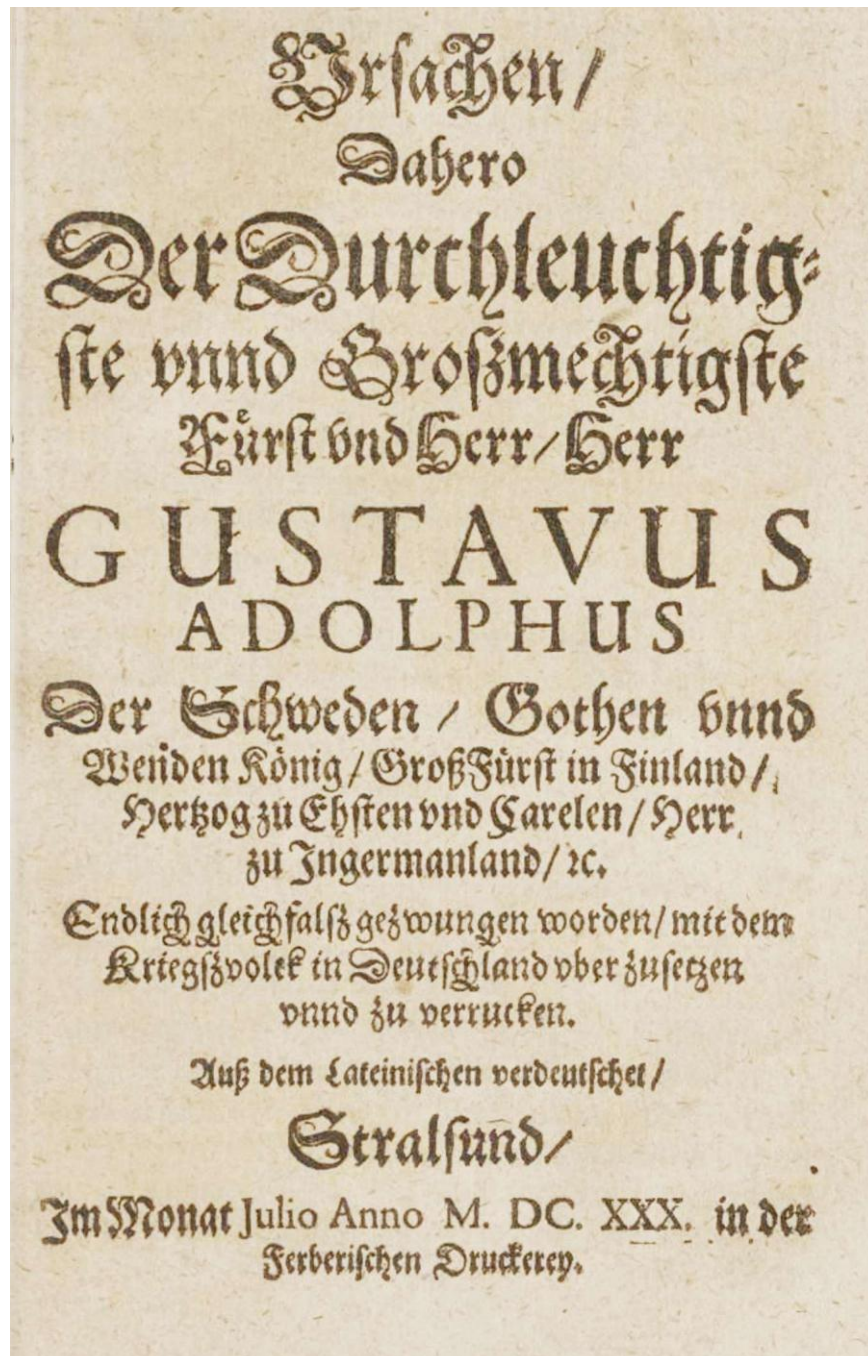 Vrsachen/
Dahero
Der Durchleuchtig-
ste vnnd Groszmechtigste
Fürst vnd Herr/ Herr
GUSTAVUS
ADOLPHUS
Der Schweden / Gothen vnnd
Wenden König/ Groß Fürst in Finland/
Hertzog zu Ehsten vnd Carelen/ Herr
zu Ingermanland/ ꝛc.
Endlich gleichfalsz gezwungen worden/ mit dem
Kriegszvolck in Deutschland vber zusetzen
vnnd zu verrucken.
Auß dem Lateinischen verdeutschet/
Stralsund/
Im Monat Julio Anno M. DC. XXX. in der
Ferberischen Druckerey.